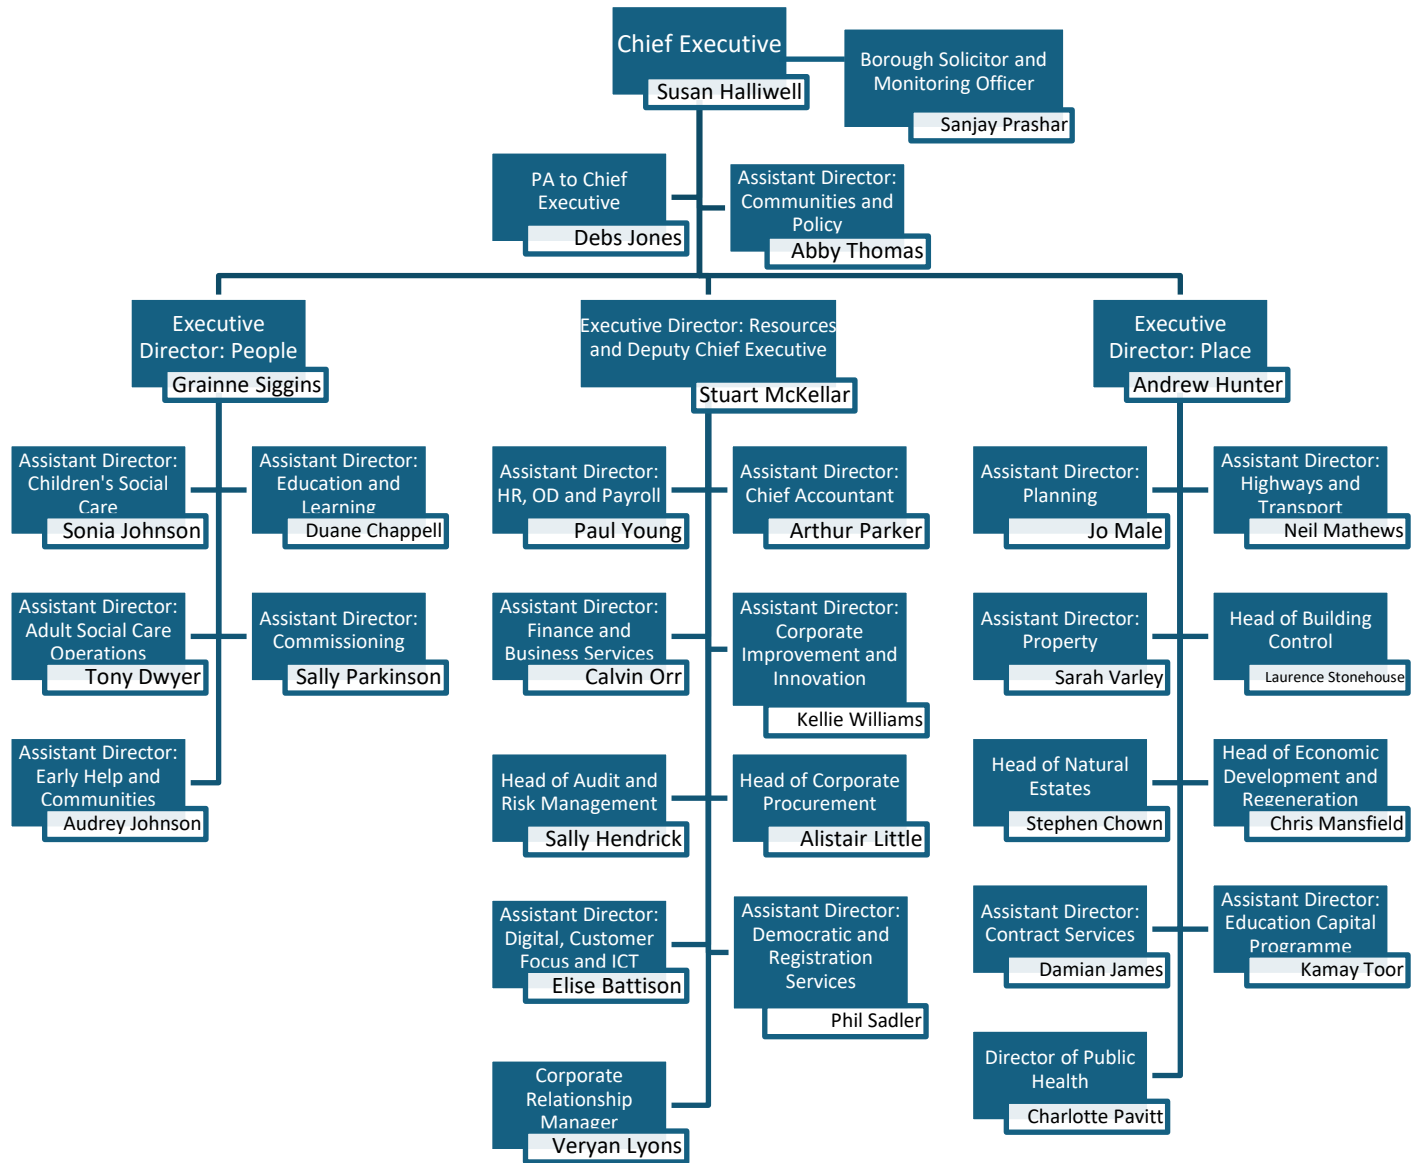 Chief Executive
Susan Halliwell
Borough Solicitor and
Monitoring Officer
Sanjay Prashar
PA to Chief
Executive
Debs Jones
Assistant Director:
Communities and
Policy
Abby Thomas
Executive
Director: People
Grainne Siggins
Executive Director: Resources
and Deputy Chief Executive
Stuart McKellar
Executive
Director: Place
Andrew Hunter
Assistant Director:
Children's Social
Care
Sonia Johnson
Assistant Director:
Education and
Learning
Duane Chappell
Assistant Director:
Adult Social Care
Operations
Tony Dwyer
Assistant Director:
Commissioning
Sally Parkinson
Assistant Director:
Early Help and
Communities
Audrey Johnson
Assistant Director:
HR, OD and Payroll
Paul Young
Assistant Director:
Chief Accountant
Arthur Parker
Assistant Director:
Finance and
Business Services
Calvin Orr
Assistant Director:
Corporate
Improvement and
Innovation
Kellie Williams
Head of Audit and
Risk Management
Sally Hendrick
Head of Corporate
Procurement
Alistair Little
Assistant Director:
Digital, Customer
Focus and ICT
Elise Battison
Assistant Director:
Democratic and
Registration
Services
Phil Sadler
Corporate
Relationship
Manager
Veryan Lyons
Assistant Director:
Planning
Jo Male
Assistant Director:
Highways and
Transport
Neil Mathews
Assistant Director:
Property
Sarah Varley
Head of Building
Control
Laurence Stonehouse
Head of Natural
Estates
Stephen Chown
Head of Economic
Development and
Regeneration
Chris Mansfield
Assistant Director:
Contract Services
Damian James
Assistant Director:
Education Capital
Programme
Kamay Toor
Director of Public
Health
Charlotte Pavitt